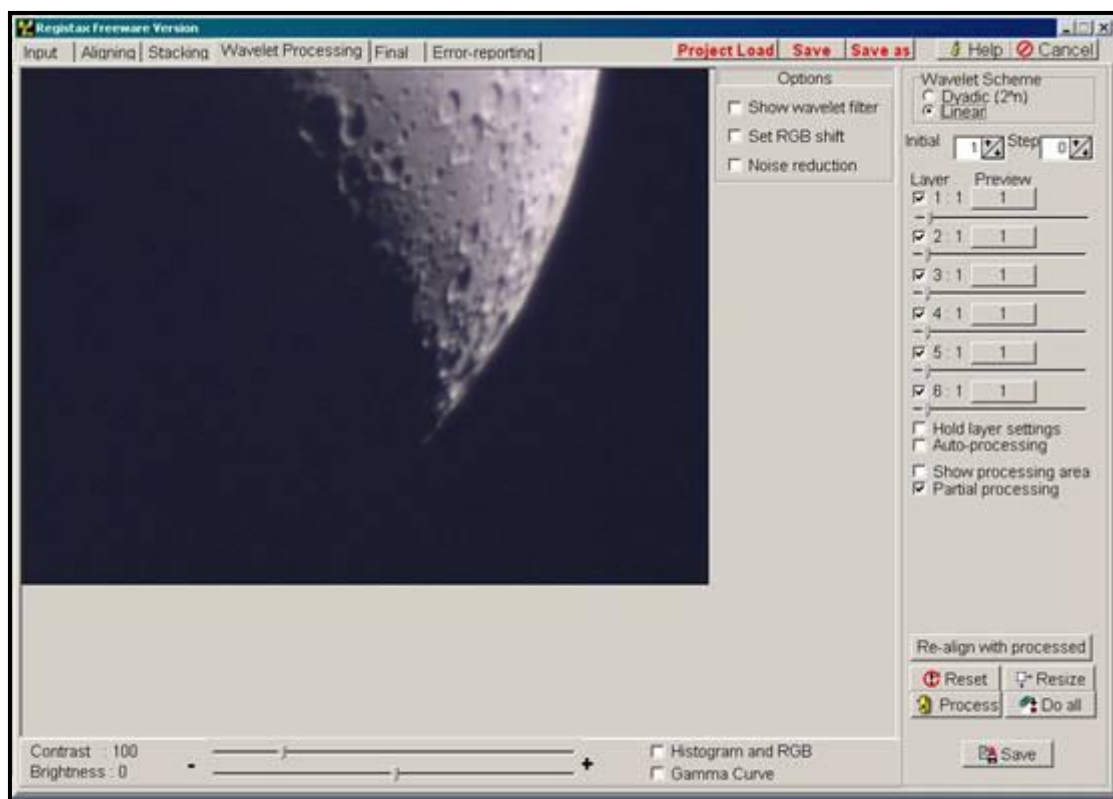 Registax Freeware Version
Input Aligning Stacking Wavelet Processing Final Error-reporting Project Load Save Save as Help Cancel
Options
Show wavelet filter
Set RGB shift
Noise reduction
Wavelet Scheme
Dyadic (2^n)
Linear
Initial 1 Step 0
Layer Preview
1 : 1 1
2 : 1 1
3 : 1 1
4 : 1 1
5 : 1 1
6 : 1 1
Hold layer settings
Auto-processing
Show processing area
Partial processing
Re-align with processed
Reset Resize
Process Do all
Save
Contrast : 100
Brightness : 0
- +
Histogram and RGB
Gamma Curve